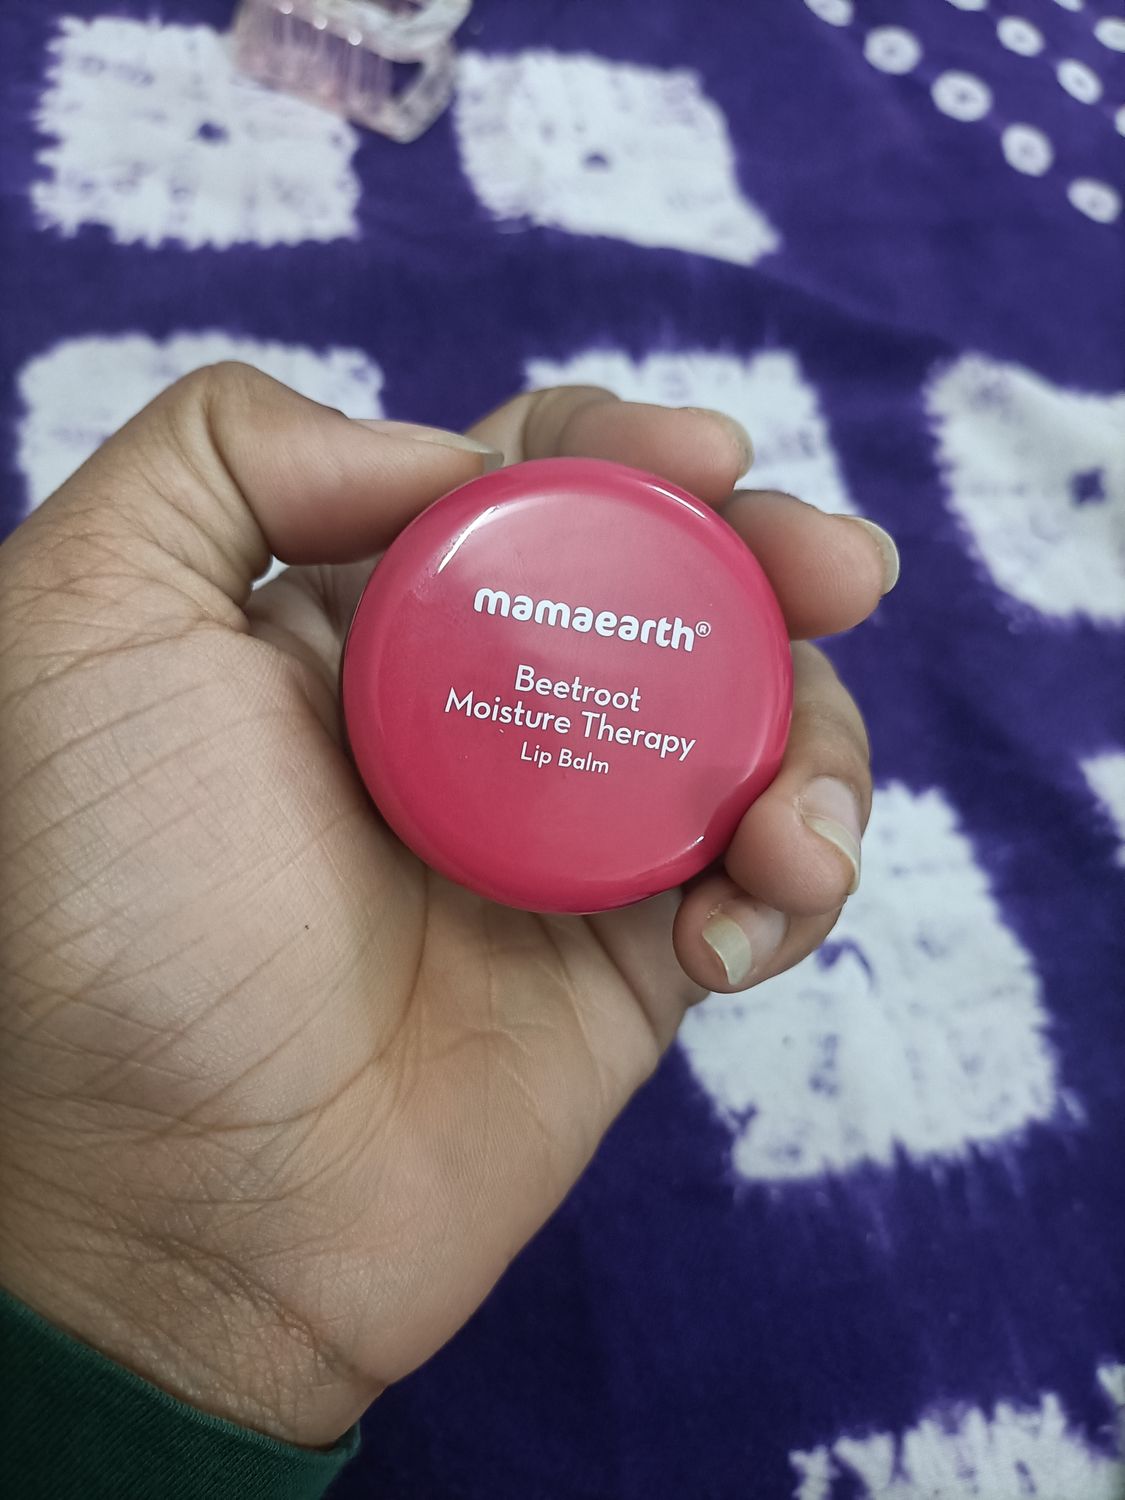 mamaearth®
Beetroot
Moisture Therapy
Lip Balm